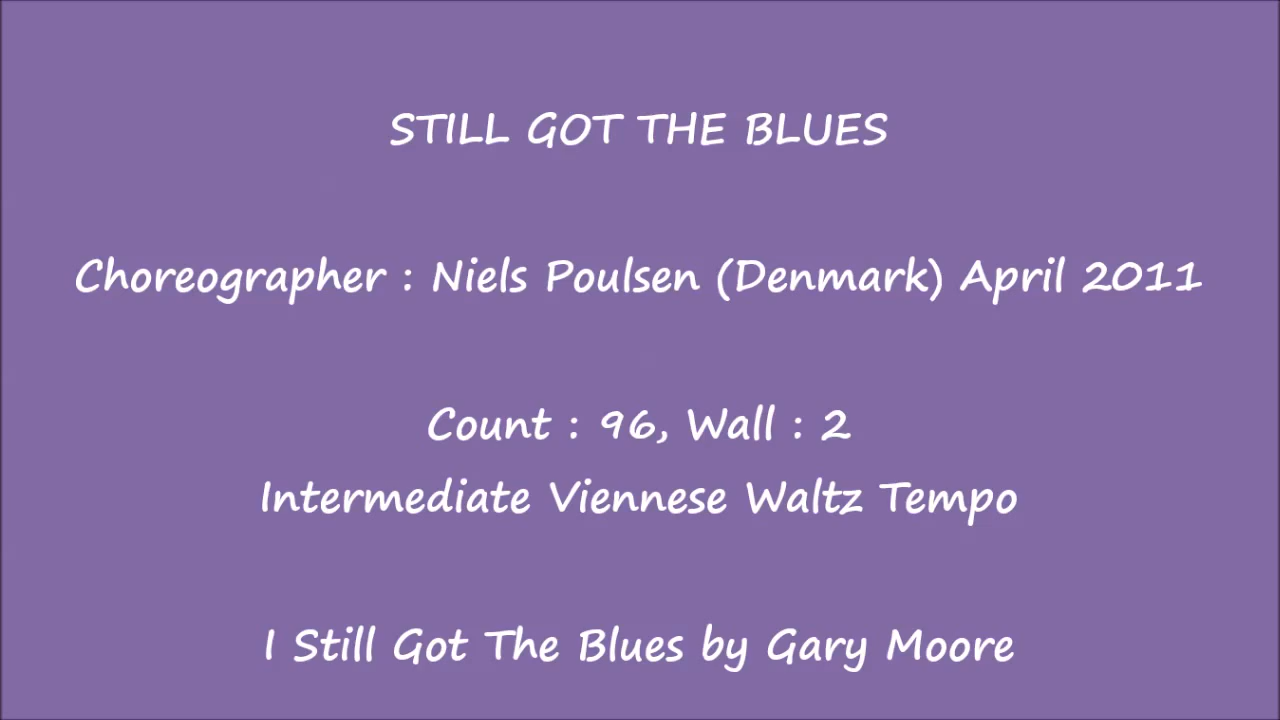 STILL GOT THE BLUES
Choreographer : Niels Poulsen (Denmark) April 2011
Count : 96, Wall : 2
Intermediate Viennese Waltz Tempo
I Still Got The Blues by Gary Moore